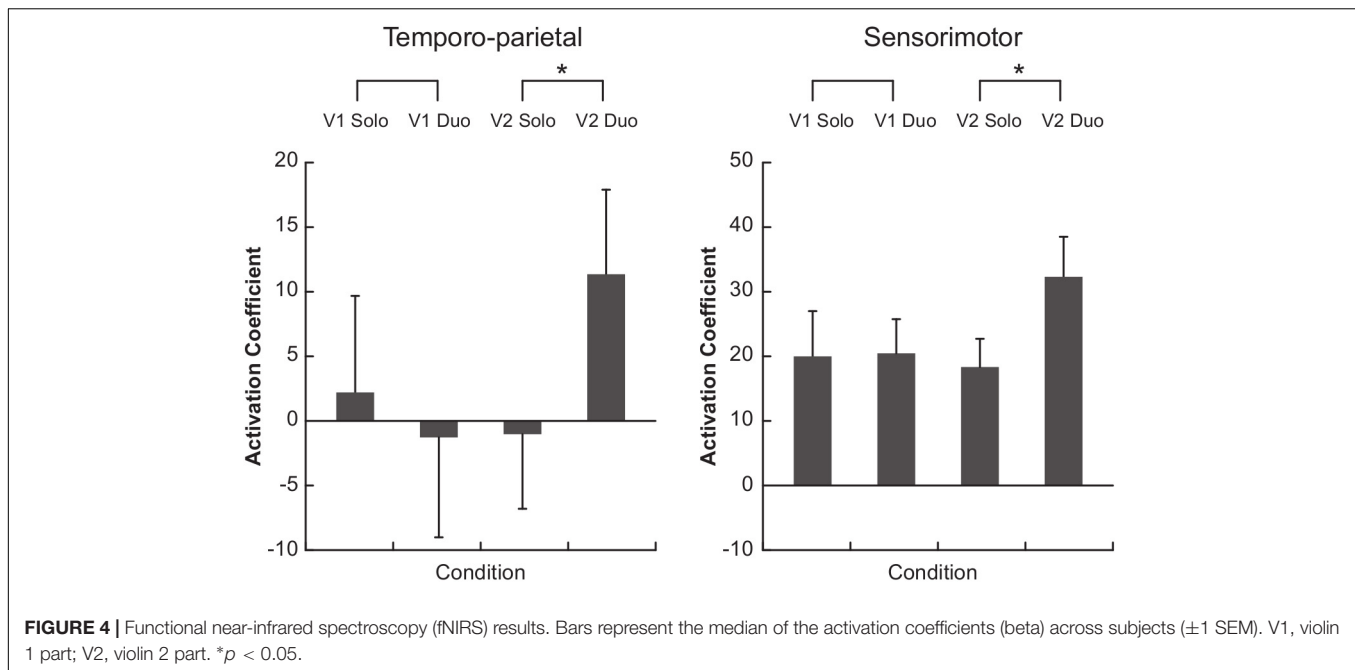 Temporo-parietal
*
V1 Solo V1 Duo V2 Solo V2 Duo
20
15
10
5
0
-5
-10
Activation Coefficient
Condition
Sensorimotor
*
V1 Solo V1 Duo V2 Solo V2 Duo
50
40
30
20
10
0
-10
Activation Coefficient
Condition
FIGURE 4 | Functional near-infrared spectroscopy (fNIRS) results. Bars represent the median of the activation coefficients (beta) across subjects (±1 SEM). V1, violin
1 part; V2, violin 2 part. *p < 0.05.